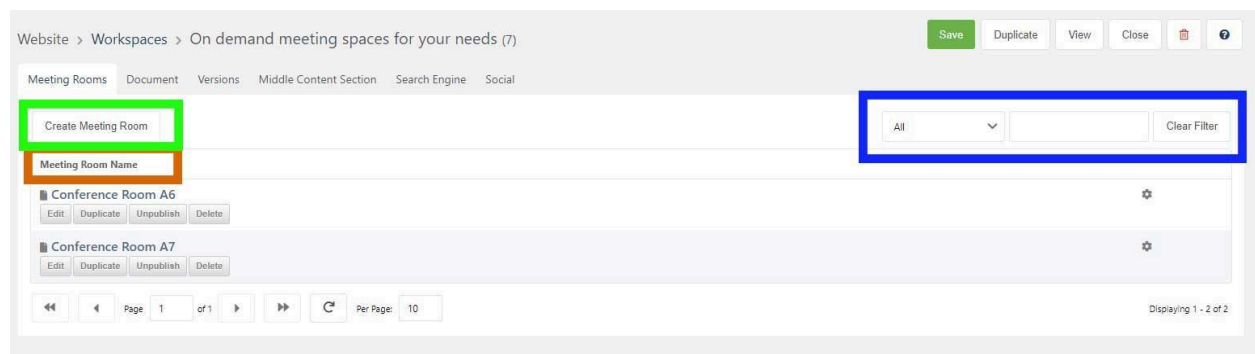 Website > Workspaces > On demand meeting spaces for your needs (7)
Save Duplicate View Close
Meeting Rooms Document Versions Middle Content Section Search Engine Social
Create Meeting Room
All Clear Filter
Meeting Room Name
Conference Room A6
Edit Duplicate Unpublish Delete
Conference Room A7
Edit Duplicate Unpublish Delete
Page 1 of 1 Per Page: 10 Displaying 1 - 2 of 2